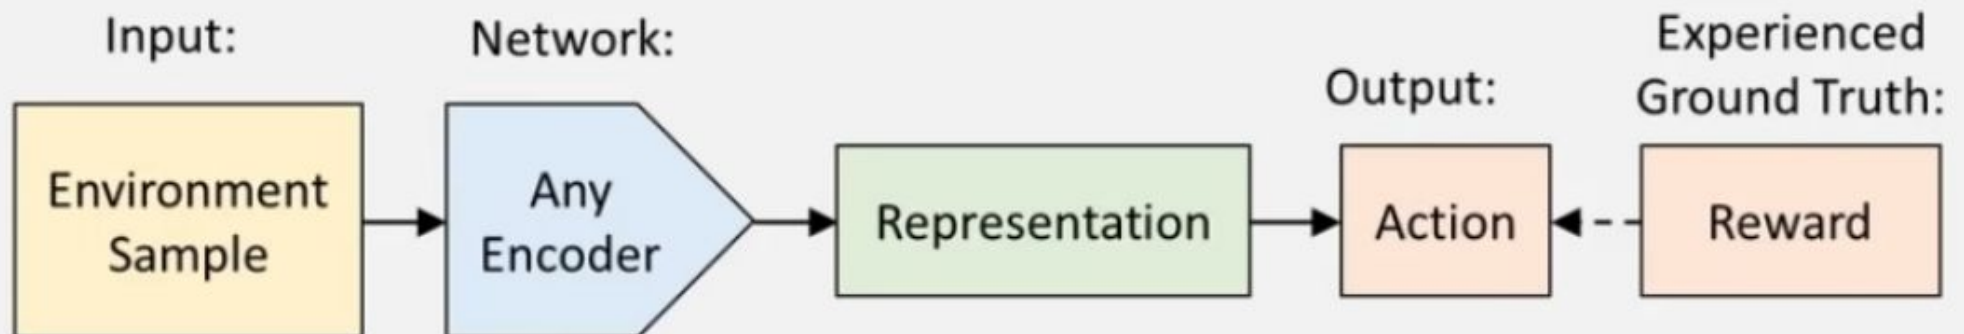 Input:
Network:
Output:
Experienced
Ground Truth:
Environment
Sample
Any
Encoder
Representation
Action
Reward